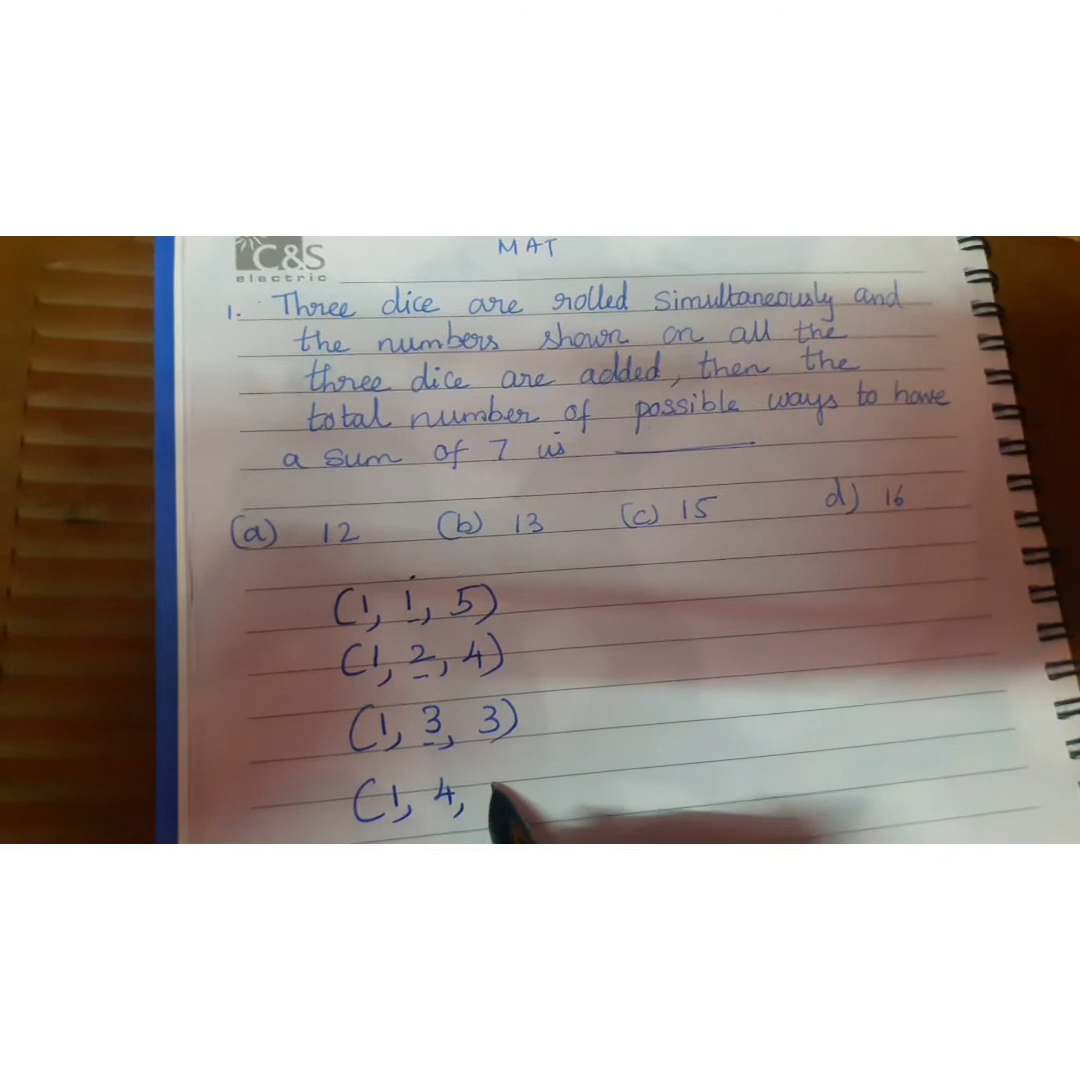 C&S
electric
MAT
1. Three dice are rolled simultaneously and
the numbers shown on all the
three dice are added, then the
total number of possible ways to have
a sum of 7 is ______
(a) 12 (b) 13 (c) 15 d) 16
(1, 1, 5)
(1, 2, 4)
(1, 3, 3)
(1, 4,